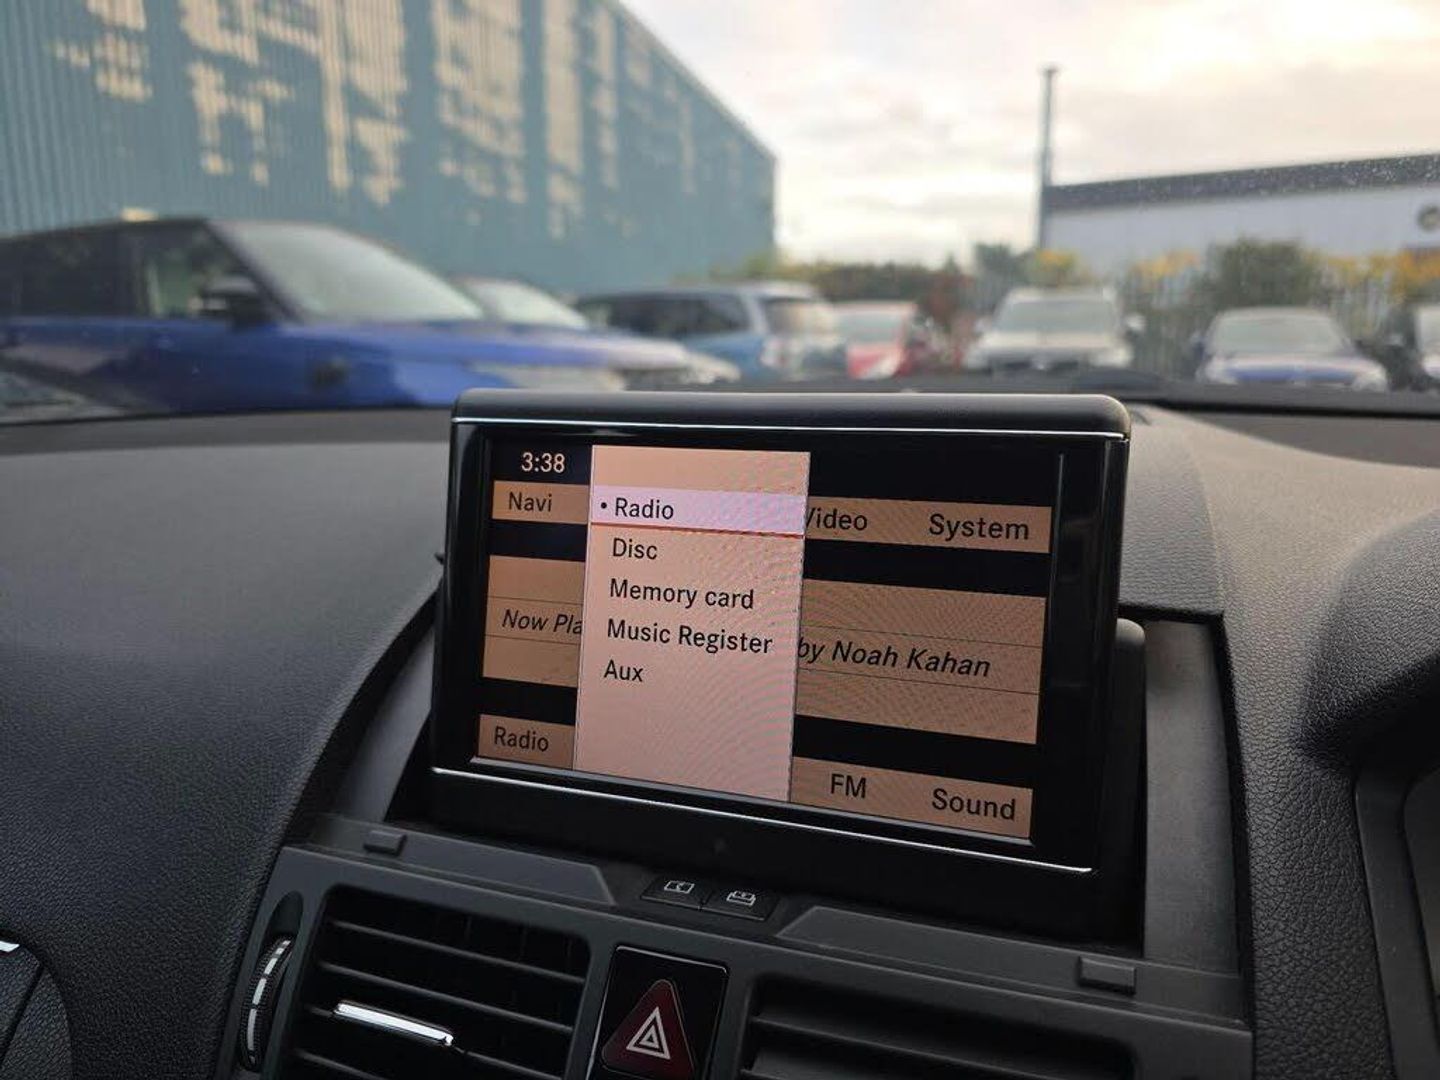 3:38
Navi
• Radio
Video
System
Disc
Memory card
Now Pla
Music Register
by Noah Kahan
Aux
Radio
FM
Sound